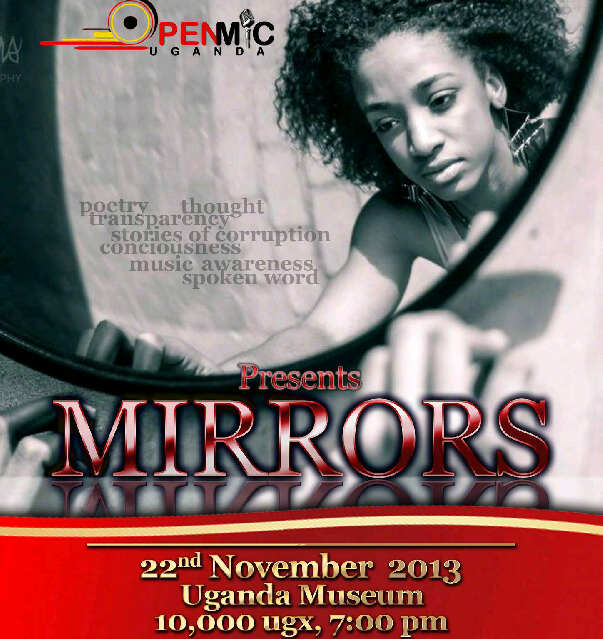 OPENMIC
UGANDA
poetry thought
transparency
stories of corruption
conciousness
music awareness
spoken word
Presents
MIRRORS
22nd November 2013
Uganda Museum
10,000 ugx, 7:00 pm